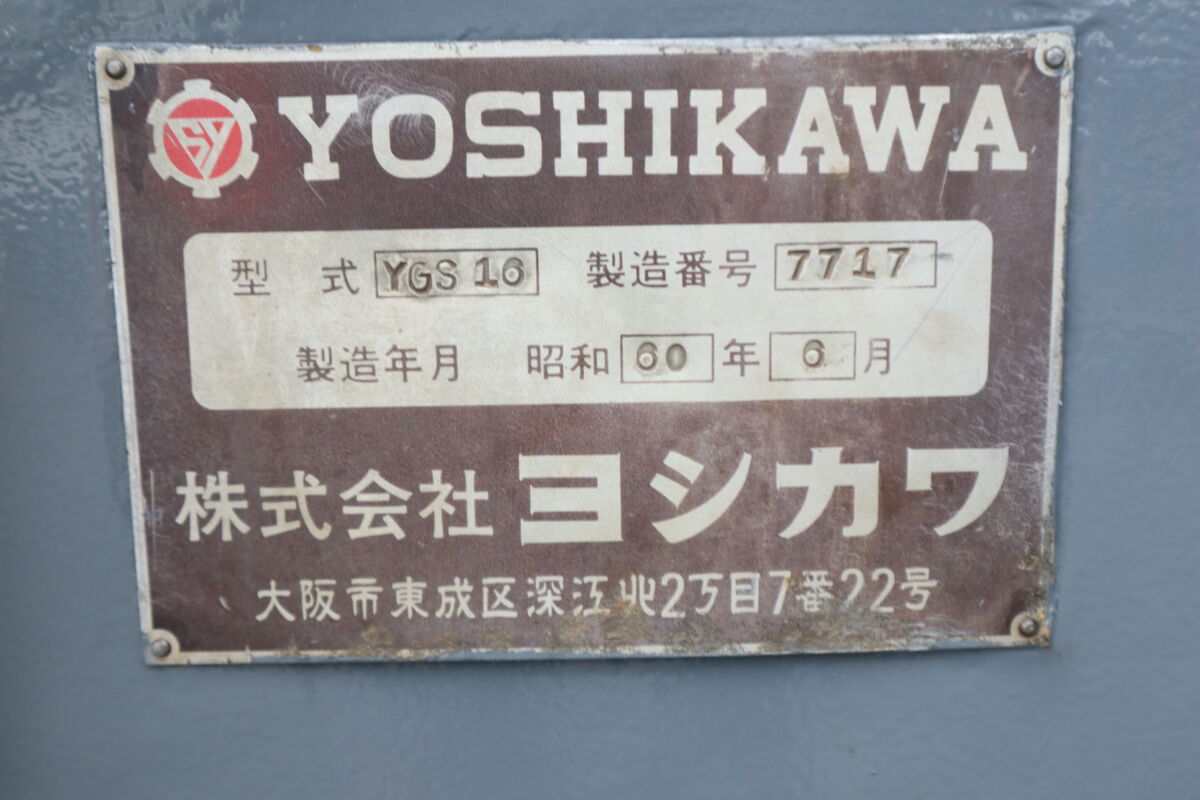 SY YOSHIKAWA
型 式 YGS 16 製造番号 7717
製造年月 昭和 60 年 6 月
株式会社 ヨシカワ
大阪市東成区深江北2丁目7番22号